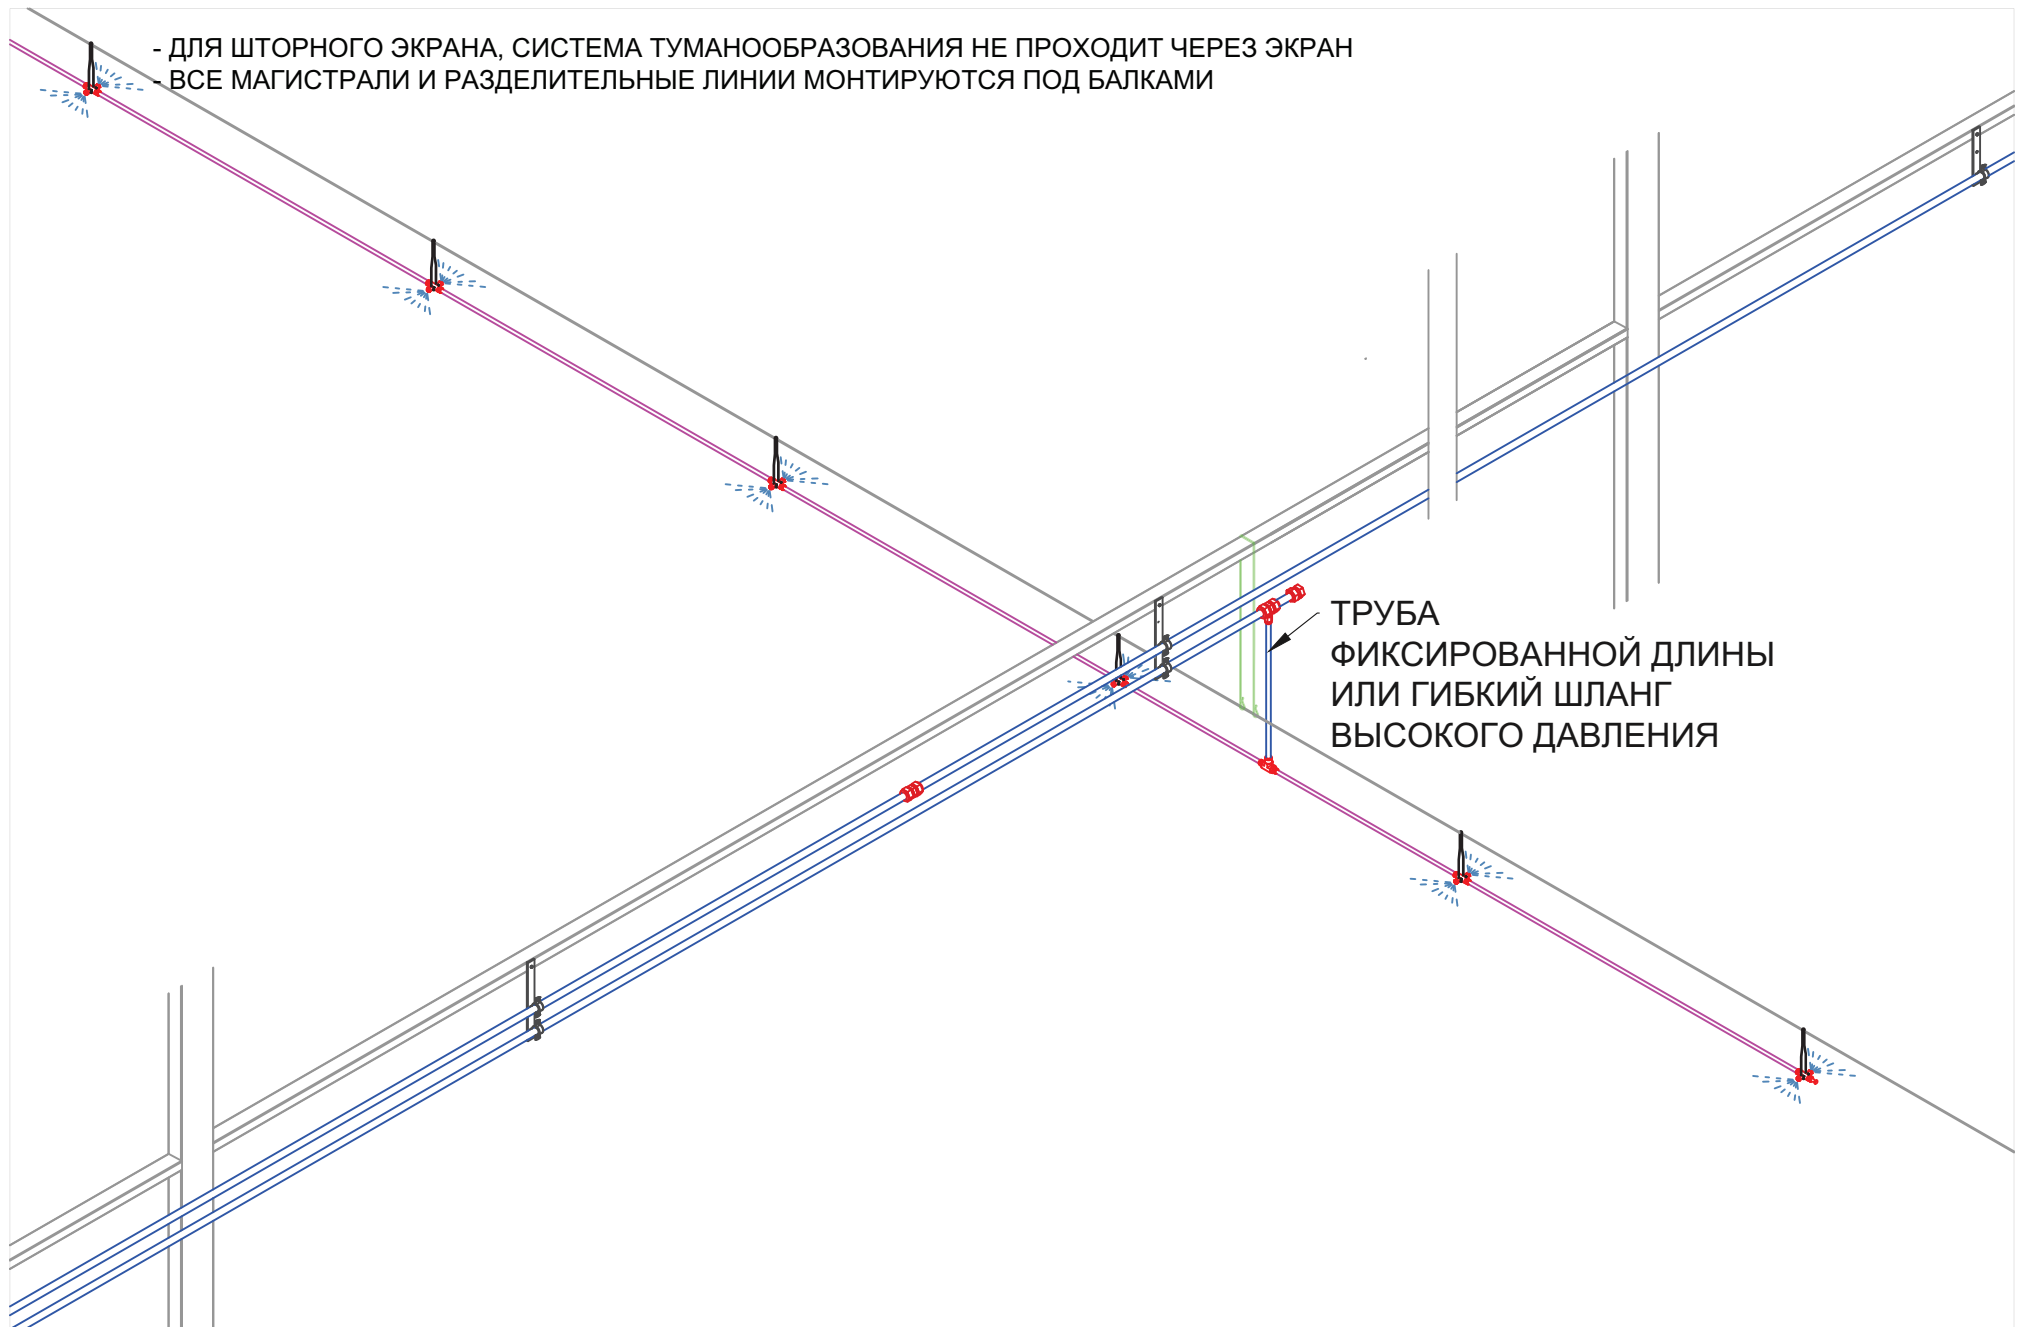 - ДЛЯ ШТОРНОГО ЭКРАНА, СИСТЕМА ТУМАНООБРАЗОВАНИЯ НЕ ПРОХОДИТ ЧЕРЕЗ ЭКРАН
- ВСЕ МАГИСТРАЛИ И РАЗДЕЛИТЕЛЬНЫЕ ЛИНИИ МОНТИРУЮТСЯ ПОД БАЛКАМИ
ТРУБА
ФИКСИРОВАННОЙ ДЛИНЫ
ИЛИ ГИБКИЙ ШЛАНГ
ВЫСОКОГО ДАВЛЕНИЯ